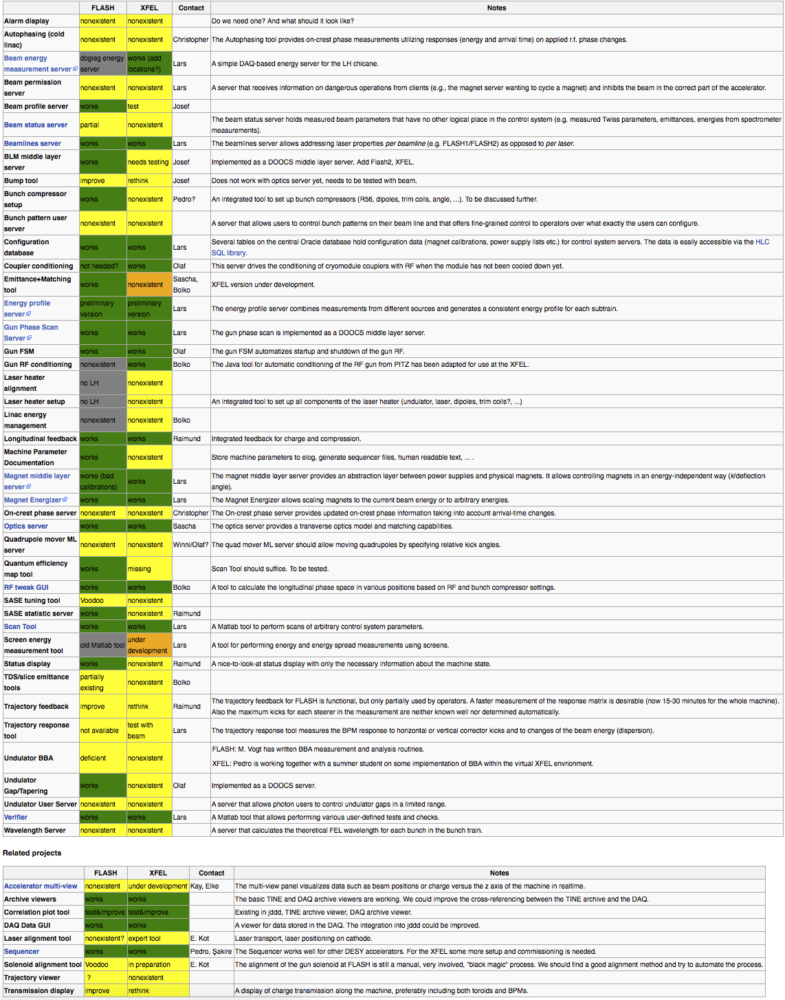 FLASH XFEL Contact Notes
Alarm display nonexistent nonexistent Do we need one? And what should it look like?
Autophasing (cold
linac) nonexistent nonexistent Christopher The Autophasing tool provides on-crest phase measurements utilizing responses (energy and arrival time) on applied r.f. phase changes.
Beam energy dogleg energy works (add
measurement server server locations?) Lars A simple DAQ-based energy server for the LH chicane.
Beam permission
server nonexistent nonexistent Lars A server that receives information on dangerous operations from clients (e.g., the magnet server wanting to cycle a magnet) and inhibits the beam in the correct part of the accelerator.
Beam profile server works test Josef
Beam status server partial nonexistent The beam status server holds measured beam parameters that have no other logical place in the control system (e.g. measured Twiss parameters, emittances, energies from spectrometer
measurements).
Beamlines server works works Lars The beamlines server allows addressing laser properties per beamline (e.g. FLASH1/FLASH2) as opposed to per laser.
BLM middle layer
server works needs testing Josef Implemented as a DOOCS middle layer server. Add Flash2, XFEL.
Bump tool improve rethink Josef Does not work with optics server yet, needs to be tested with beam.
Bunch compressor
setup works nonexistent Pedro? An integrated tool to set up bunch compressors (R56, dipoles, trim coils, angle, ...). To be discussed further.
Bunch pattern user
server nonexistent nonexistent A server that allows users to control bunch patterns on their beam line and that offers fine-grained control to operators over what exactly the users can configure.
Configuration
database works works Lars Several tables on the central Oracle database hold configuration data (magnet calibrations, power supply lists etc.) for control system servers. The data is easily accessible via the HLC
SQL library.
Coupler conditioning not needed? works Olaf This server drives the conditioning of cryomodule couplers with RF when the module has not been cooled down yet.
Emittance+Matching
tool works nonexistent Sascha,
Bolko XFEL version under development.
Energy profile
server preliminary
version preliminary
version Lars The energy profile server combines measurements from different sources and generates a consistent energy profile for each subtrain.
Gun Phase Scan
Server works works Lars The gun phase scan is implemented as a DOOCS middle layer server.
Gun FSM works works Olaf The gun FSM automatizes startup and shutdown of the gun RF.
Gun RF conditioning nonexistent works Bolko The Java tool for automatic conditioning of the RF gun from PITZ has been adapted for use at the XFEL.
Laser heater
alignment no LH nonexistent
Laser heater setup no LH nonexistent An integrated tool to set up all components of the laser heater (undulator, laser, dipoles, trim coils?, ...)
Linac energy
management nonexistent nonexistent Bolko
Longitudinal feedback works works Raimund Integrated feedback for charge and compression.
Machine Parameter
Documentation works nonexistent Store machine parameters to elog, generate sequencer files, human readable text, ... .
Magnet middle layer
server works (bad
calibrations) works Lars The magnet middle layer server provides an abstraction layer between power supplies and physical magnets. It allows controlling magnets in an energy-independent way (k/deflection
angle).
Magnet Energizer works works Lars The Magnet Energizer allows scaling magnets to the current beam energy or to arbitrary energies.
On-crest phase server nonexistent nonexistent Christopher The On-crest phase server provides updated on-crest phase information taking into account arrival-time changes.
Optics server works works Sascha The optics server provides a transverse optics model and matching capabilities.
Quadrupole mover ML
server nonexistent nonexistent Winni/Olaf? The quad mover ML server should allow moving quadrupoles by specifying relative kick angles.
Quantum efficiency
map tool works missing Scan Tool should suffice. To be tested.
RF tweak GUI works works Bolko A tool to calculate the longitudinal phase space in various positions based on RF and bunch compressor settings.
SASE tuning tool Voodoo nonexistent
SASE statistic server works nonexistent Raimund
Scan Tool works works Lars A Matlab tool to perform scans of arbitrary control system parameters.
Screen energy
measurement tool old Matlab tool under
development Lars A tool for performing energy and energy spread measurements using screens.
Status display works nonexistent Raimund A nice-to-look-at status display with only the necessary information about the machine state.
TDS/slice emittance
tools partially
existing nonexistent Bolko
Trajectory feedback improve rethink Raimund The trajectory feedback for FLASH is functional, but only partially used by operators. A faster measurement of the response matrix is desirable (now 15-30 minutes for the whole machine).
Also the maximum kicks for each steerer in the measurement are neither known well nor determined automatically.
Trajectory response
tool not available test with
beam Lars The trajectory response tool measures the BPM response to horizontal or vertical corrector kicks and to changes of the beam energy (dispersion).
Undulator BBA deficient nonexistent FLASH: M. Vogt has written BBA measurement and analysis routines.
XFEL: Pedro is working together with a summer student on some implementation of BBA within the virtual XFEL envrionment.
Undulator
Gap/Tapering works nonexistent Olaf Implemented as a DOOCS server.
Undulator User Server nonexistent nonexistent A server that allows photon users to control undulator gaps in a limited range.
Verifier works works Lars A Matlab tool that allows performing various user-defined tests and checks.
Wavelength Server nonexistent nonexistent A server that calculates the theoretical FEL wavelength for each bunch in the bunch train.
Related projects
FLASH XFEL Contact Notes
Accelerator multi-view nonexistent under development Kay, Elke The multi-view panel visualizes data such as beam positions or charge versus the z axis of the machine in realtime.
Archive viewers works works The basic TINE and DAQ archive viewers are working. We could improve the cross-referencing between the TINE archive and the DAQ.
Correlation plot tool test&improve test&improve Existing in jddd, TINE archive viewer, DAQ archive viewer.
DAQ Data GUI works works A viewer for data stored in the DAQ. The integration into jddd could be improved.
Laser alignment tool nonexistent? expert tool E. Kot Laser transport, laser positioning on cathode.
Sequencer works works Pedro, Şakire The Sequencer works well for other DESY accelerators. For the XFEL some more setup and commissioning is needed.
Solenoid alignment tool Voodoo in preparation E. Kot The alignment of the gun solenoid at FLASH is still a manual, very involved, "black magic" process. We should find a good alignment method and try to automate the process.
Trajectory viewer ? nonexistent
Transmission display improve rethink A display of charge transmission along the machine, preferably including both toroids and BPMs.